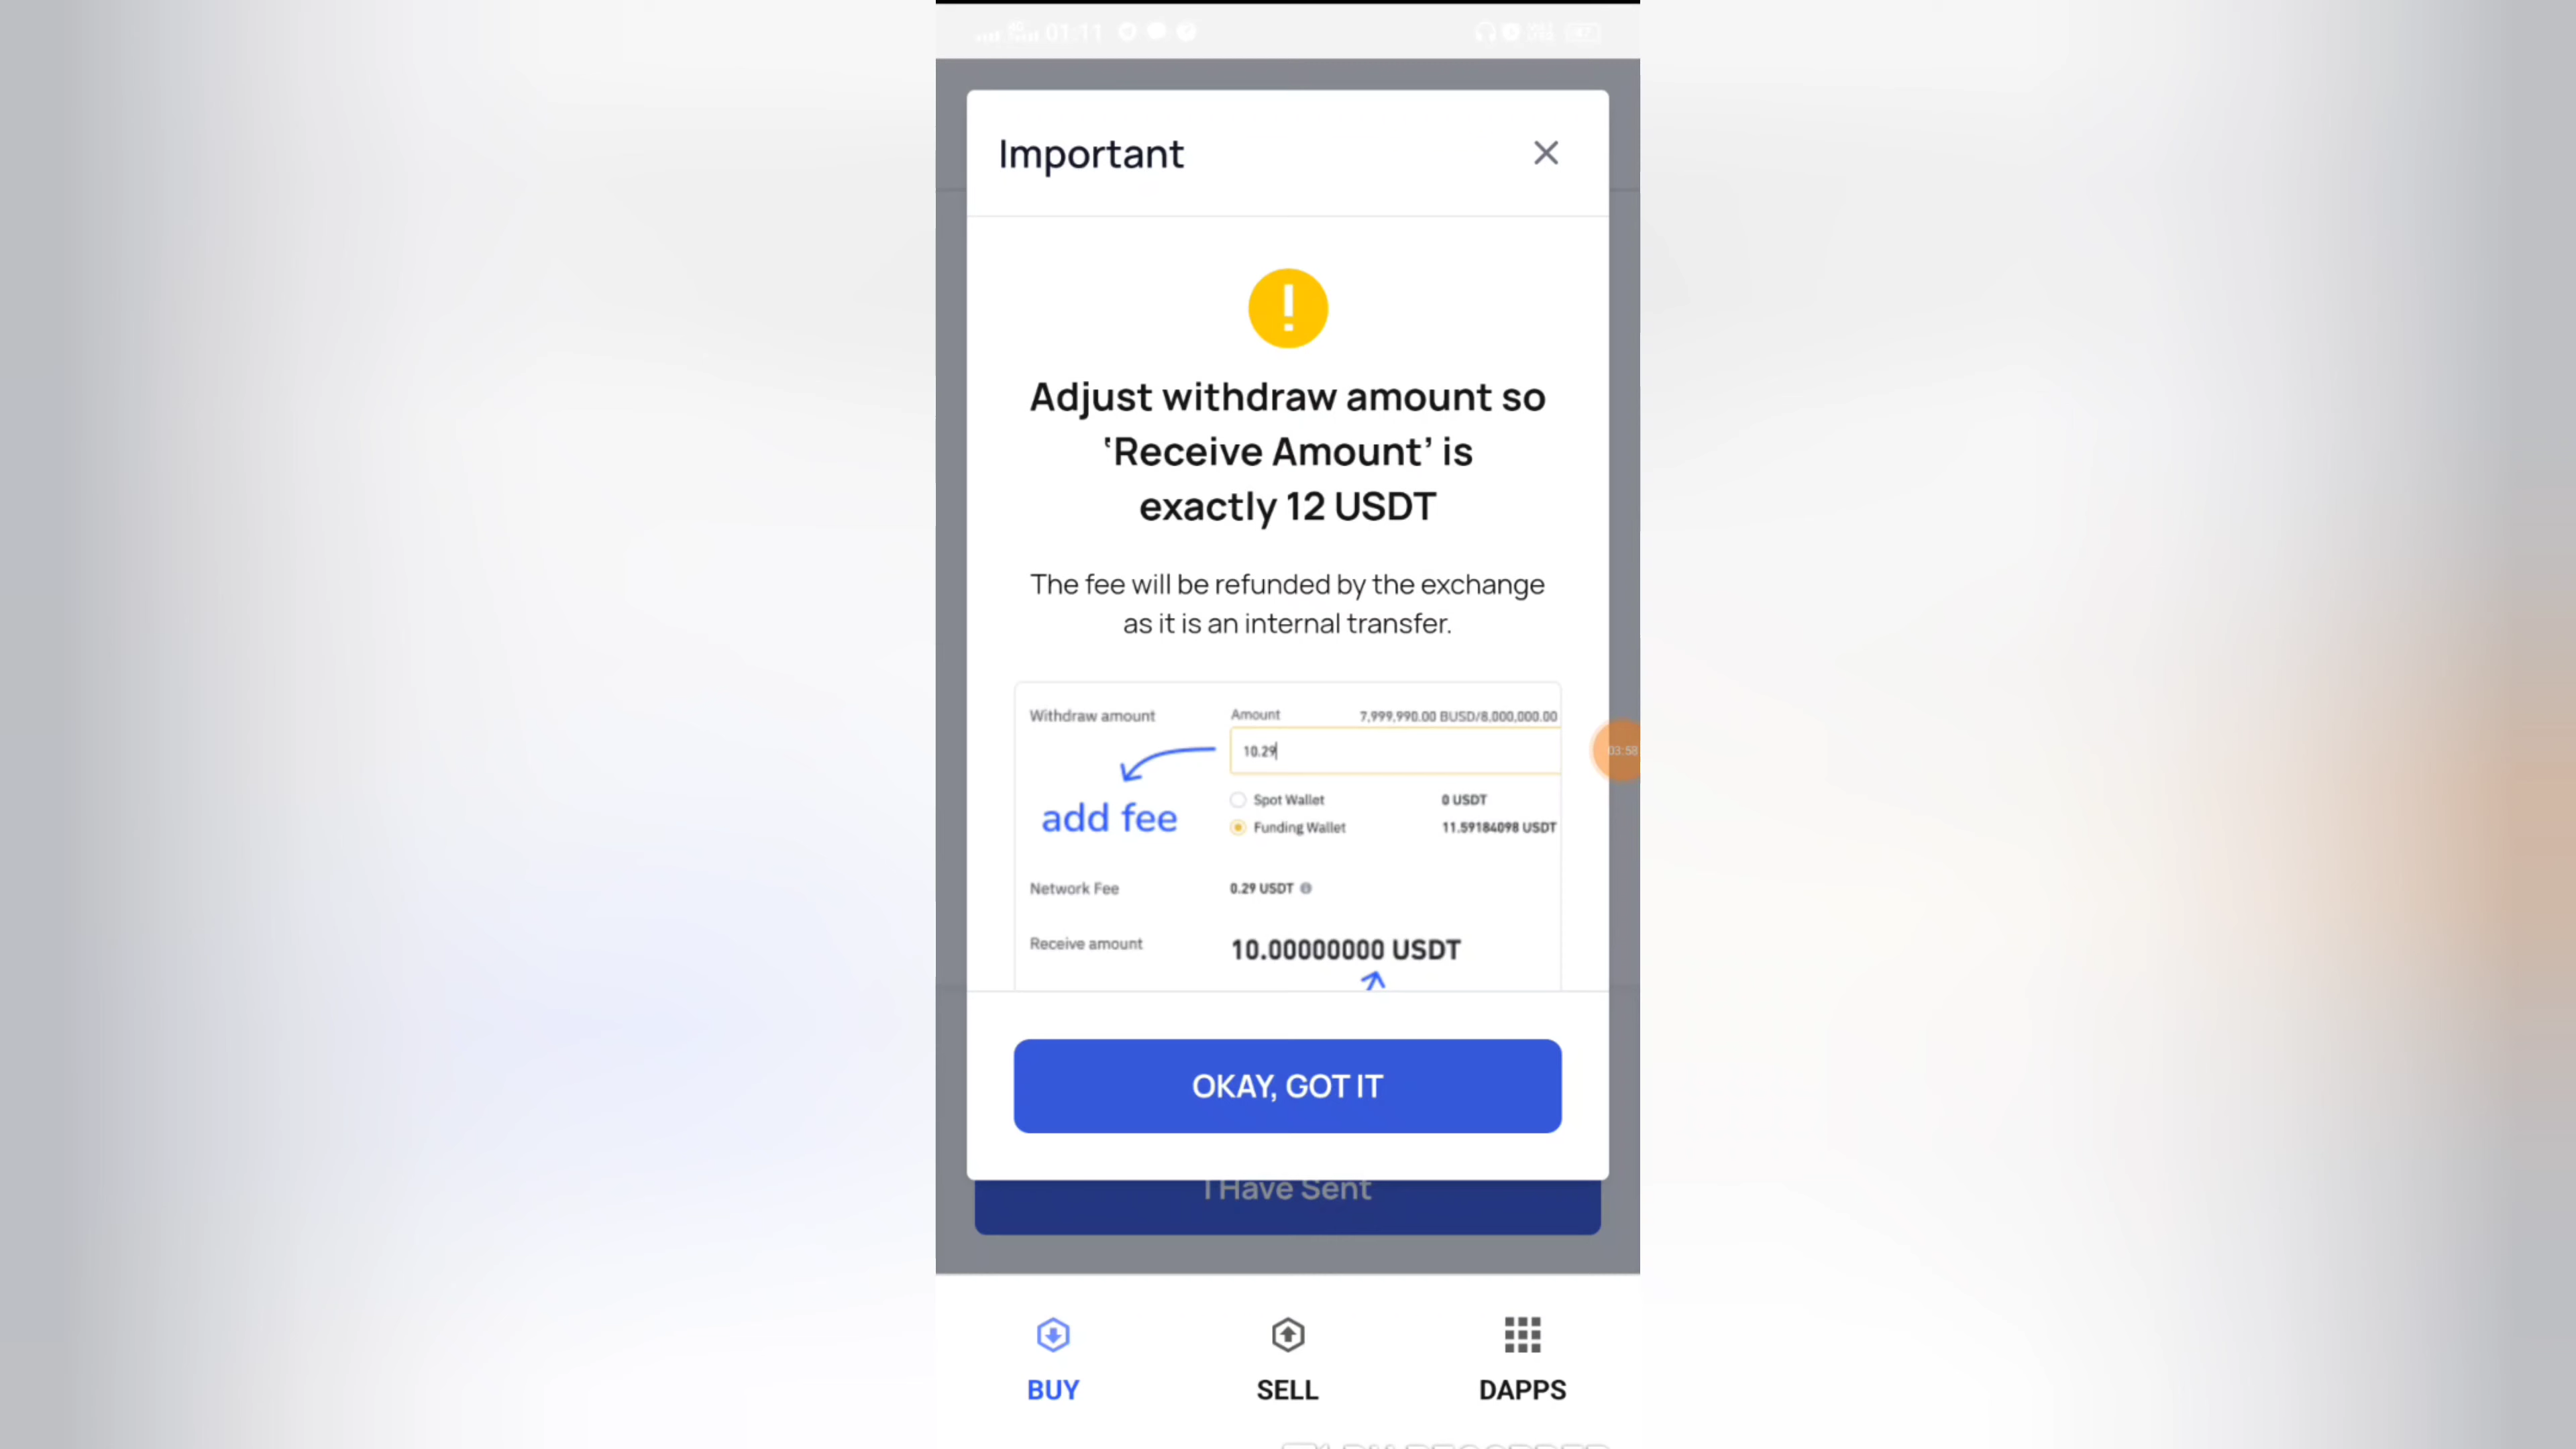 01:11
Important
Adjust withdraw amount so
‘Receive Amount’ is
exactly 12 USDT
The fee will be refunded by the exchange
as it is an internal transfer.
Withdraw amount
Amount 7,999,990.00 BUSD/8,000,000.00
10.29
add fee
Spot Wallet 0 USDT
Funding Wallet 11.59184098 USDT
03:58
Network Fee 0.29 USDT
Receive amount 10.00000000 USDT
OKAY, GOT IT
I Have Sent
BUY SELL DAPPS